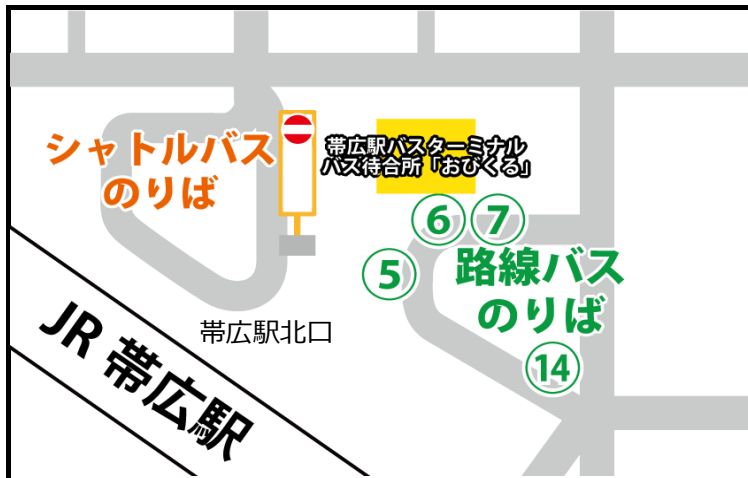 シャトルバス
のりば
帯広駅バスターミナル
バス待合所「おびくる」
⑥
⑦
⑤
路線バス
のりば
⑭
帯広駅北口
JR 帯広駅